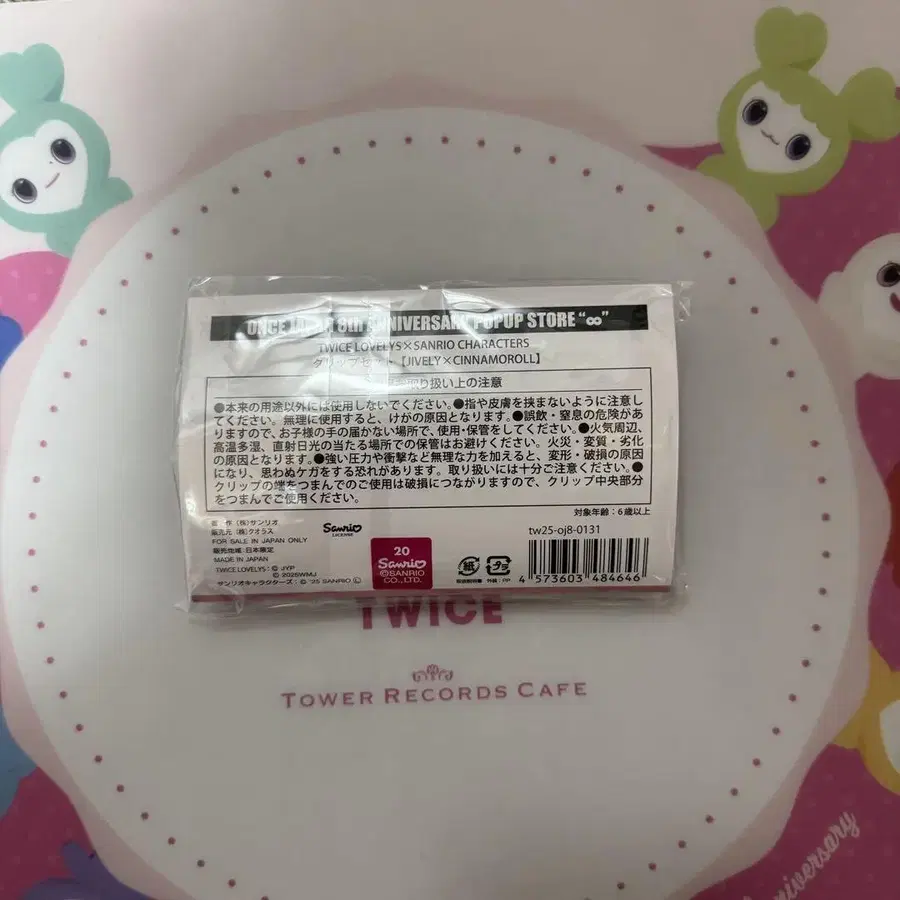 ONCE JAPAN 8th ANNIVERSARY POPUP STORE “∞”
TWICE LOVELYS×SANRIO CHARACTERS
クリップセット【JIVELY×CINNAMOROLL】
取り扱い上の注意
●本来の用途以外には使用しないでください。●指や皮膚を挟まないように注意し
てください。無理に使用すると、けがの原因となります。●誤飲・窒息の危険があ
りますので、お子様の手の届かない場所で、使用・保管をしてください。●火気周辺、
高温多湿、直射日光の当たる場所での保管はお避けください。火災・変質・劣化
の原因となります。●強い圧力や衝撃など無理な力を加えると、変形・破損の原因
になり、思わぬケガをする恐れがあります。取り扱いには十分ご注意ください。●
クリップの端をつまんでのご使用は破損につながりますので、クリップ中央部分
をつまんでご使用ください。
対象年齢：6歳以上
（株）サンリオ
販売元（株）クオラス
FOR SALE IN JAPAN ONLY
販売地域 日本限定
MADE IN JAPAN
TWICE LOVELYS：© JYP
© 2025WMJ
サンリオキャラクターズ：© '25 SANRIO Ⓛ
Sanrio
LICENSE
20
Sanrio
©SANRIO
CO.,LTD.
紙
プラ
外装：PP
tw25-oj8-0131
4 573603 484646
TWICE
TOWER RECORDS CAFE